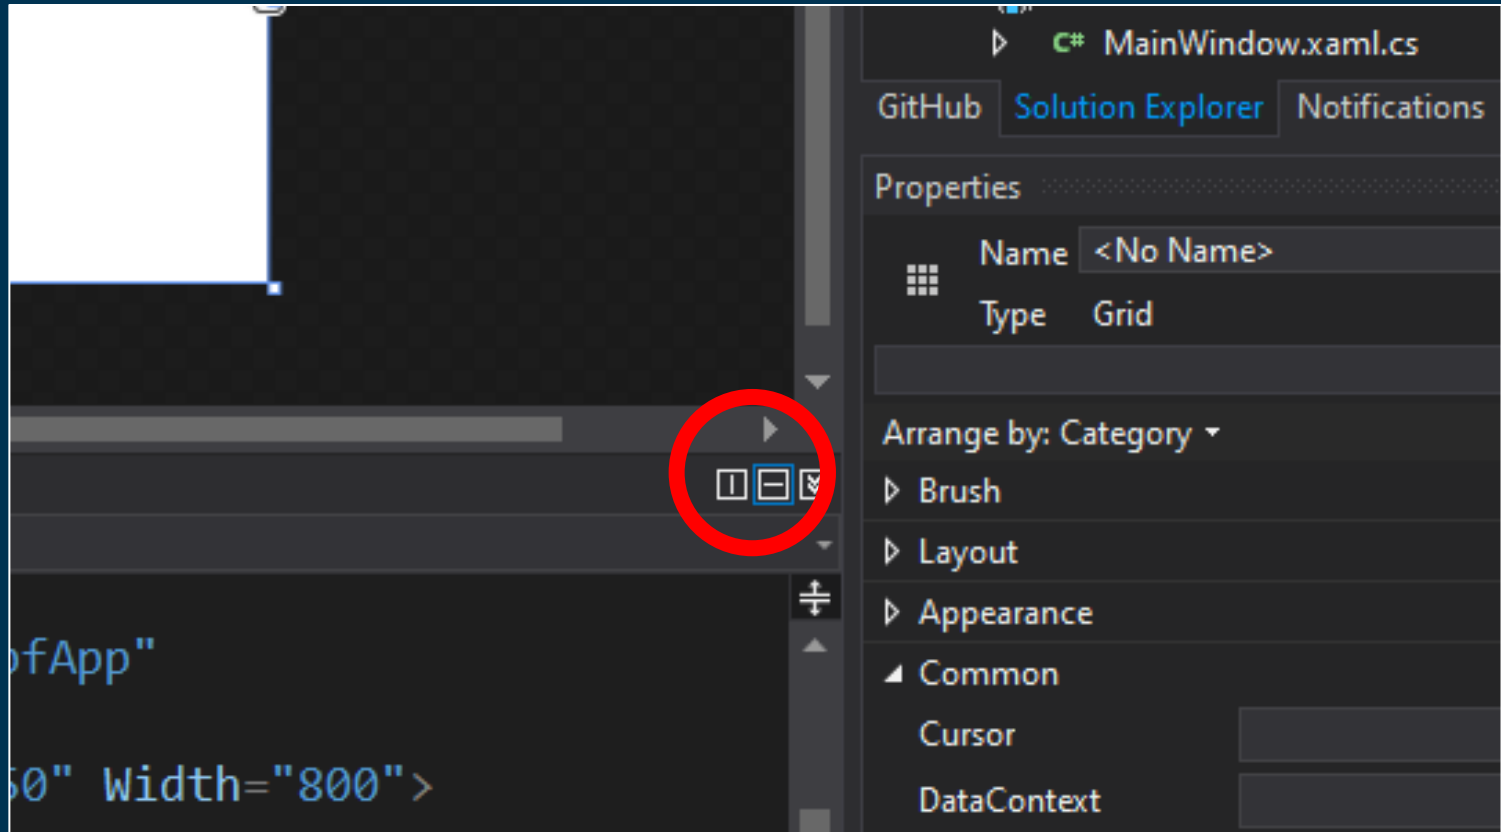 C# MainWindow.xaml.cs
GitHub Solution Explorer Notifications
Properties
Name <No Name>
Type Grid
Arrange by: Category
Brush
Layout
Appearance
Common
Cursor
DataContext
ofApp"
50" Width="800">